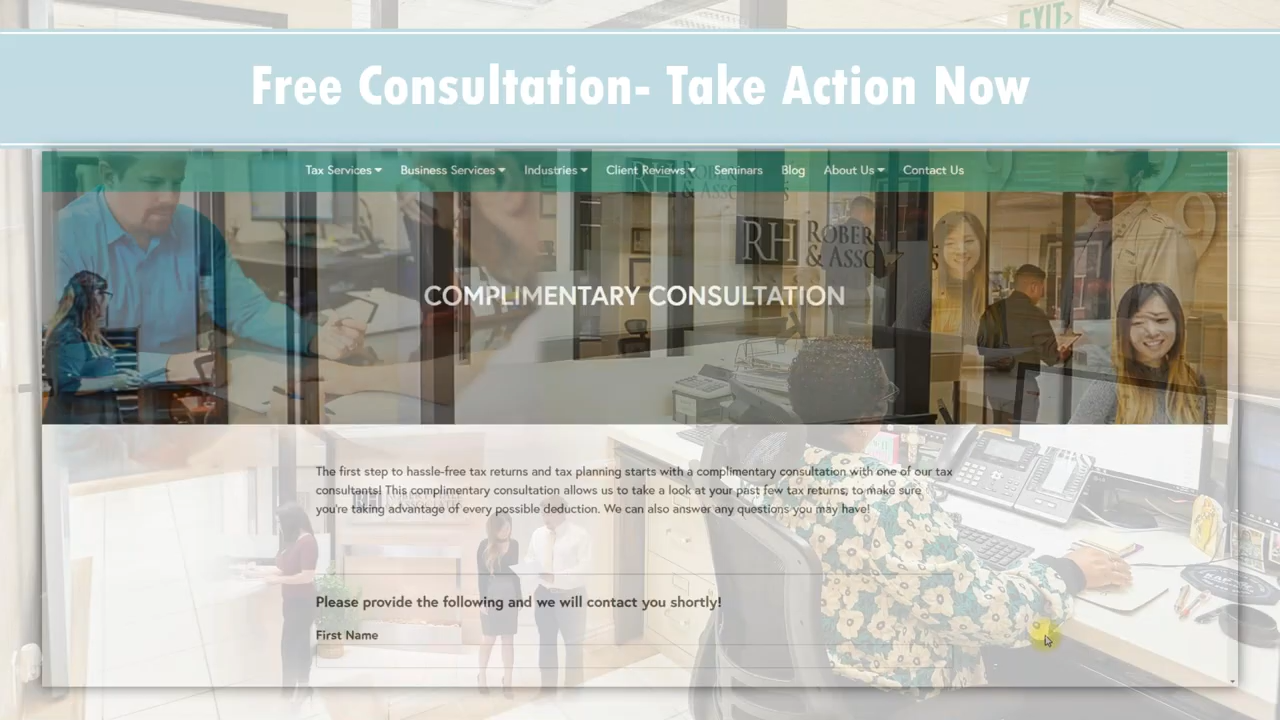 EXIT
Free Consultation- Take Action Now
Tax Services Business Services Industries Client Reviews Seminars Blog About Us Contact Us
RH
& ASSOC
COMPLIMENTARY CONSULTATION
The first step to hassle-free tax returns and tax planning starts with a complimentary consultation with one of our tax
consultants! This complimentary consultation allows us to take a look at your past few tax returns, to make sure
you're taking advantage of every possible deduction. We can also answer any questions you may have!
Please provide the following and we will contact you shortly!
First Name